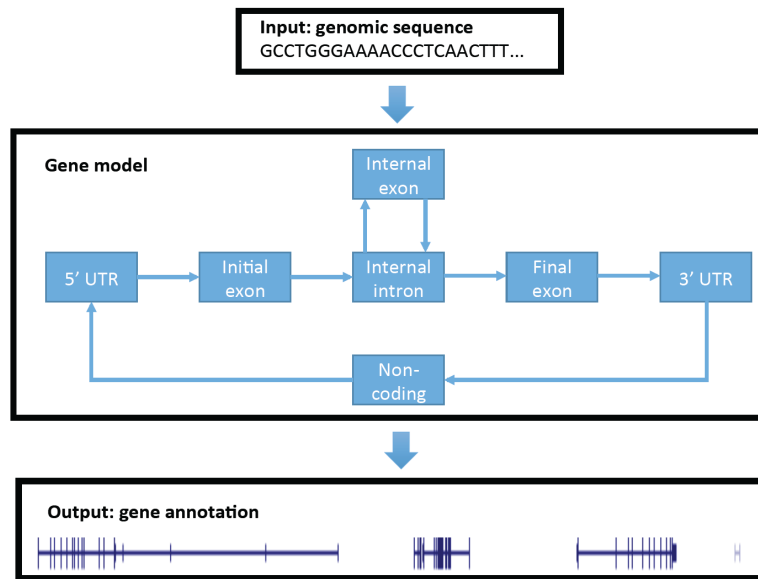 Input: genomic sequence
GCCTGGGAAAACCCTCAACTTT...
Gene model
Internal
exon
5′ UTR
Initial
exon
Internal
intron
Final
exon
3′ UTR
Non-
coding
Output: gene annotation